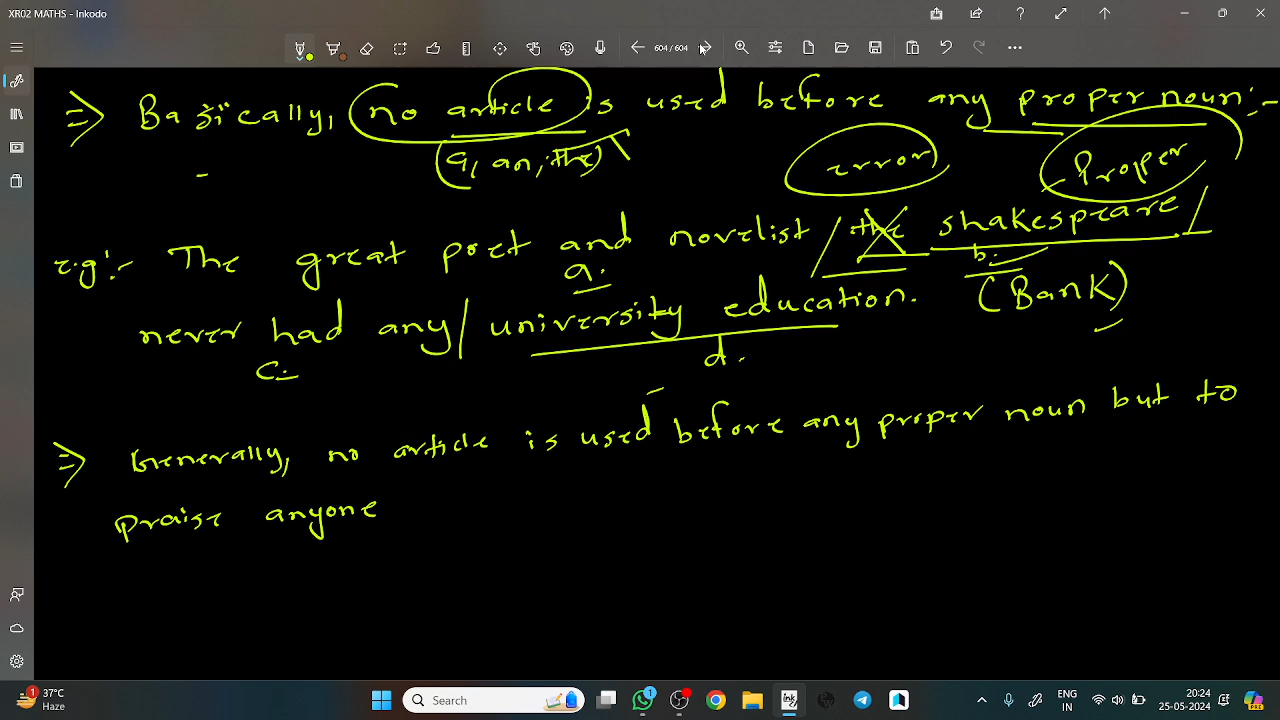 XR02 MATHS - Inkodo
604/604
⇒ Basically, no article is used before any proper noun:-
(a, an, the)
error
Proper
e.g:- The great poet and novelist / the shakespeare /
a.
b.
never had any / university education. (Bank)
c.
d.
⇒ Generally, no article is used before any proper noun but to
praise anyone
1
37°C
Haze
Search
1
ENG
IN
20:24
25-05-2024